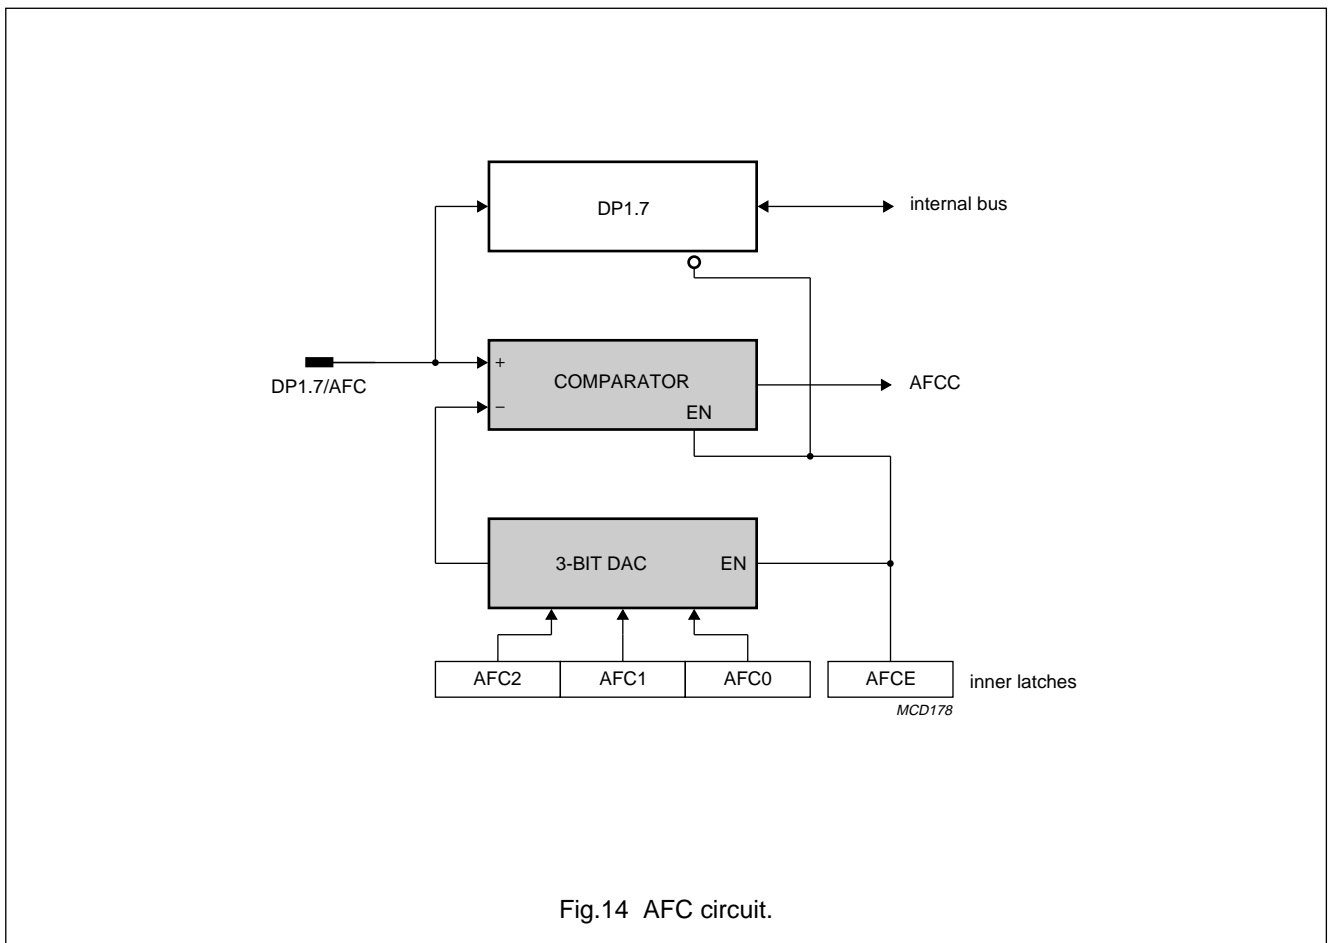 DP1.7
internal bus
DP1.7/AFC
+
COMPARATOR
AFCC
−
EN
3-BIT DAC
EN
AFC2
AFC1
AFC0
AFCE
inner latches
MCD178
Fig.14 AFC circuit.